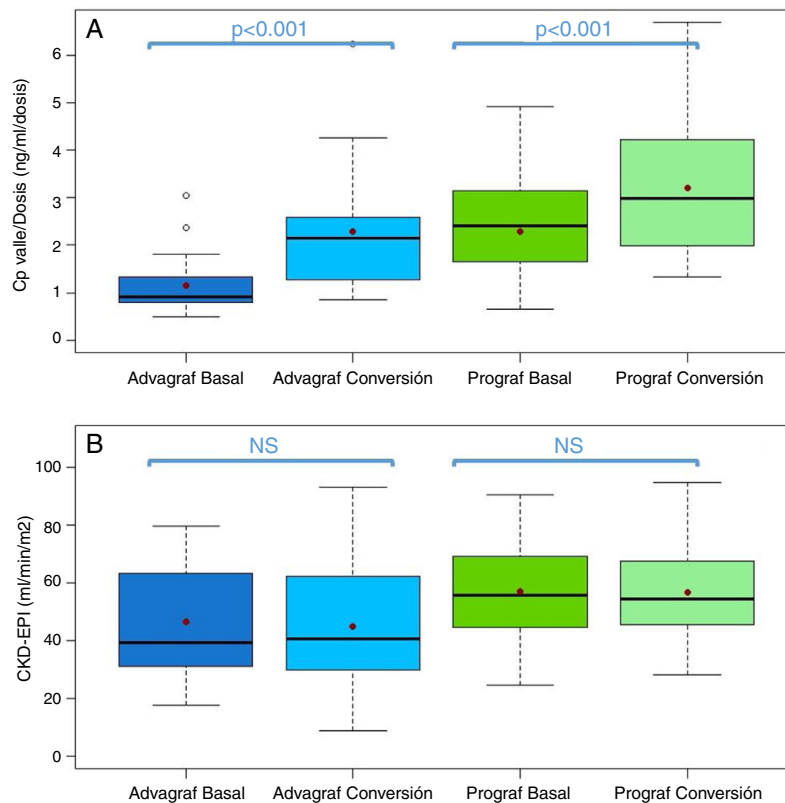 A
p<0.001
p<0.001
Cp valle/Dosis (ng/ml/dosis)
6
5
4
3
2
1
0
Advagraf Basal
Advagraf Conversión
Prograf Basal
Prograf Conversión
B
NS
NS
CKD-EPI (ml/min/m2)
100
80
60
40
20
0
Advagraf Basal
Advagraf Conversión
Prograf Basal
Prograf Conversión